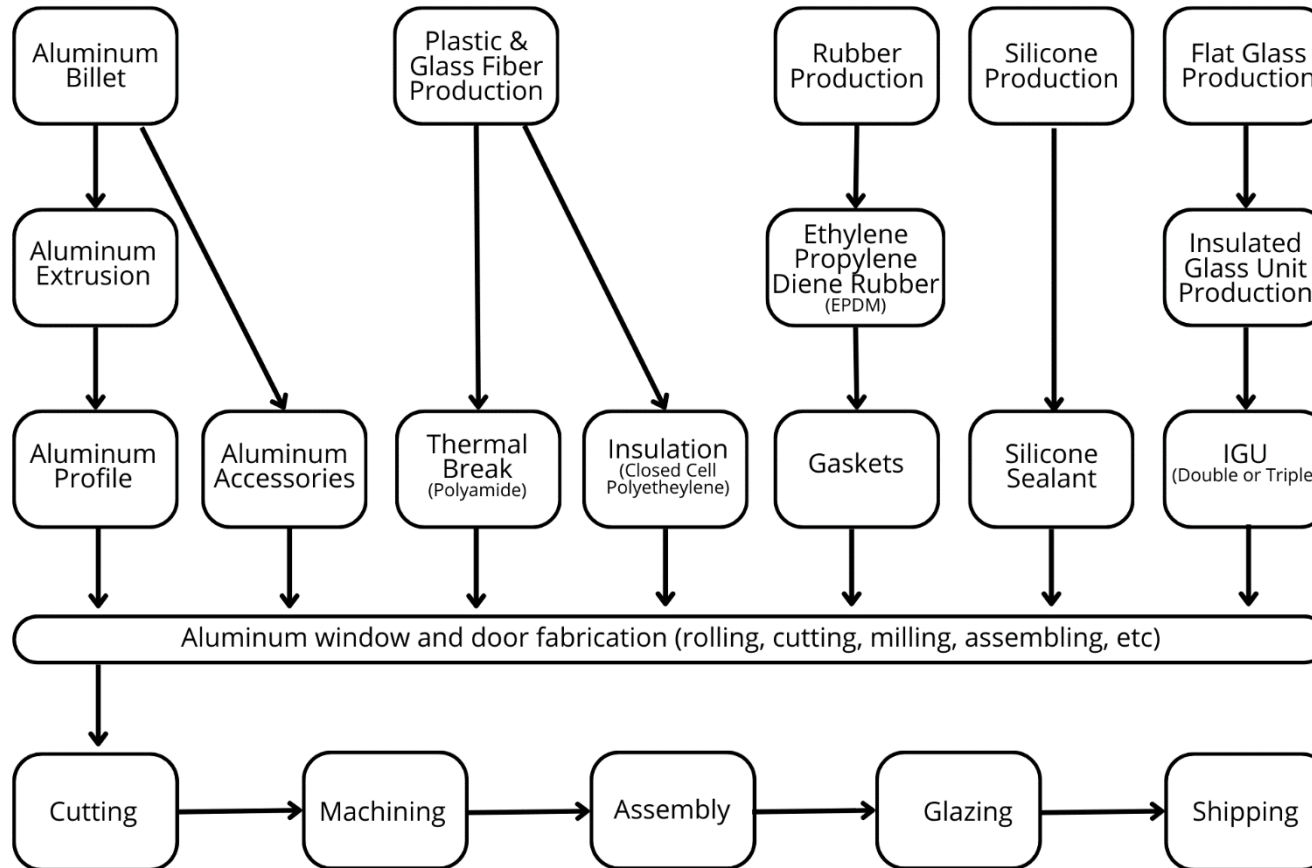 Aluminum
Billet
Plastic &
Glass Fiber
Production
Rubber
Production
Silicone
Production
Flat Glass
Production
Aluminum
Extrusion
Ethylene
Propylene
Diene Rubber
(EPDM)
Insulated
Glass Unit
Production
Aluminum
Profile
Aluminum
Accessories
Thermal
Break
(Polyamide)
Insulation
(Closed Cell
Polyetheylene)
Gaskets
Silicone
Sealant
IGU
(Double or Triple
Aluminum window and door fabrication (rolling, cutting, milling, assembling, etc)
Cutting
Machining
Assembly
Glazing
Shipping